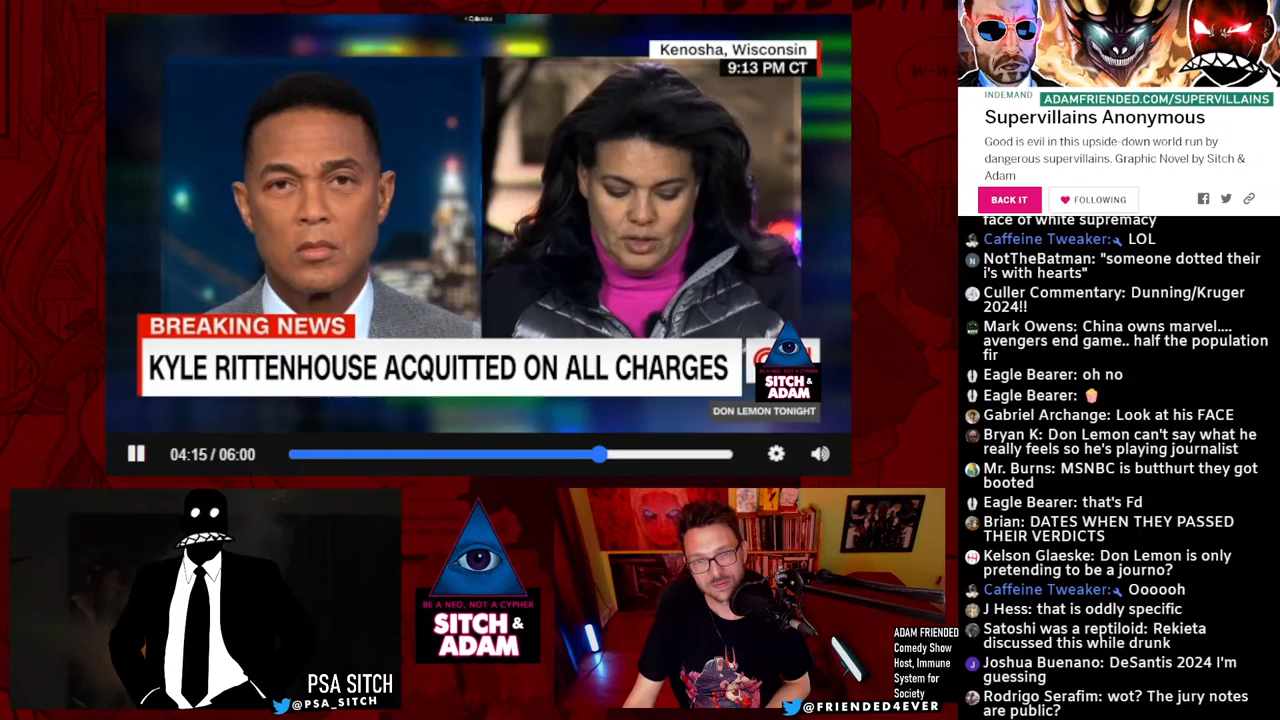 Kenosha, Wisconsin
9:13 PM CT
BREAKING NEWS
KYLE RITTENHOUSE ACQUITTED ON ALL CHARGES
BE A NEO, NOT A CYPHER
SITCH &
ADAM
DON LEMON TONIGHT
04:15 / 06:00
PSA SITCH
@PSA_SITCH
BE A NEO, NOT A CYPHER
SITCH &
ADAM
ADAM FRIENDED
Comedy Show
Host, Immune
System for
Society
@FRIENDED4EVER
INDEMAND
ADAMFRIENDED.COM/SUPERVILLAINS
Supervillains Anonymous
Good is evil in this upside-down world run by
dangerous supervillains. Graphic Novel by Sitch &
Adam
BACK IT
FOLLOWING
face of white supremacy
Caffeine Tweaker: LOL
NotTheBatman: "someone dotted their
i's with hearts"
Culler Commentary: Dunning/Kruger
2024!!
Mark Owens: China owns marvel....
avengers end game.. half the population
fir
Eagle Bearer: oh no
Eagle Bearer: 🍿
Gabriel Archange: Look at his FACE
Bryan K: Don Lemon can't say what he
really feels so he's playing journalist
Mr. Burns: MSNBC is butthurt they got
booted
Eagle Bearer: that's Fd
Brian: DATES WHEN THEY PASSED
THEIR VERDICTS
Kelson Glaeske: Don Lemon is only
pretending to be a journo?
Caffeine Tweaker: Oooooh
J Hess: that is oddly specific
Satoshi was a reptiloid: Rekieta
discussed this while drunk
Joshua Buenano: DeSantis 2024 I'm
guessing
Rodrigo Serafim: wot? The jury notes
are public?